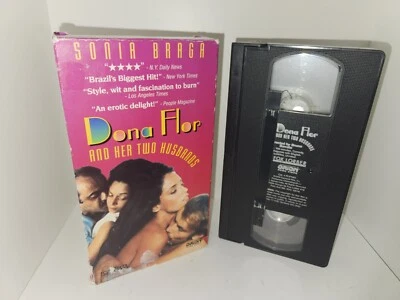 SONIA BRAGA
"★★★★" - N.Y. Daily News
"Brazil's Biggest Hit!" - New York Times
"Style, wit and fascination to burn"
- Los Angeles Times
"An erotic delight!" - People Magazine
Dona Flor
AND HER TWO HUSBANDS
ORION
Dona Flor
AND HER TWO HUSBANDS
FOX LORBER
ORION